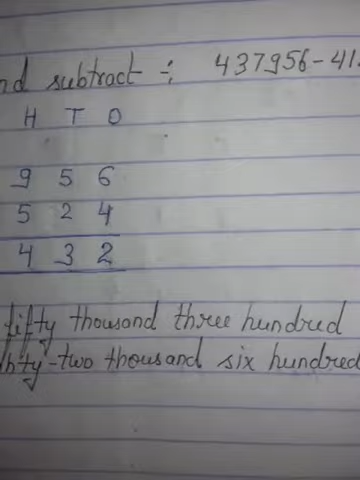 nd subtract ÷ 437956-41
H T O
9 5 6
5 2 4
4 3 2
fifty thousand three hundred
ty-two thousand six hundred